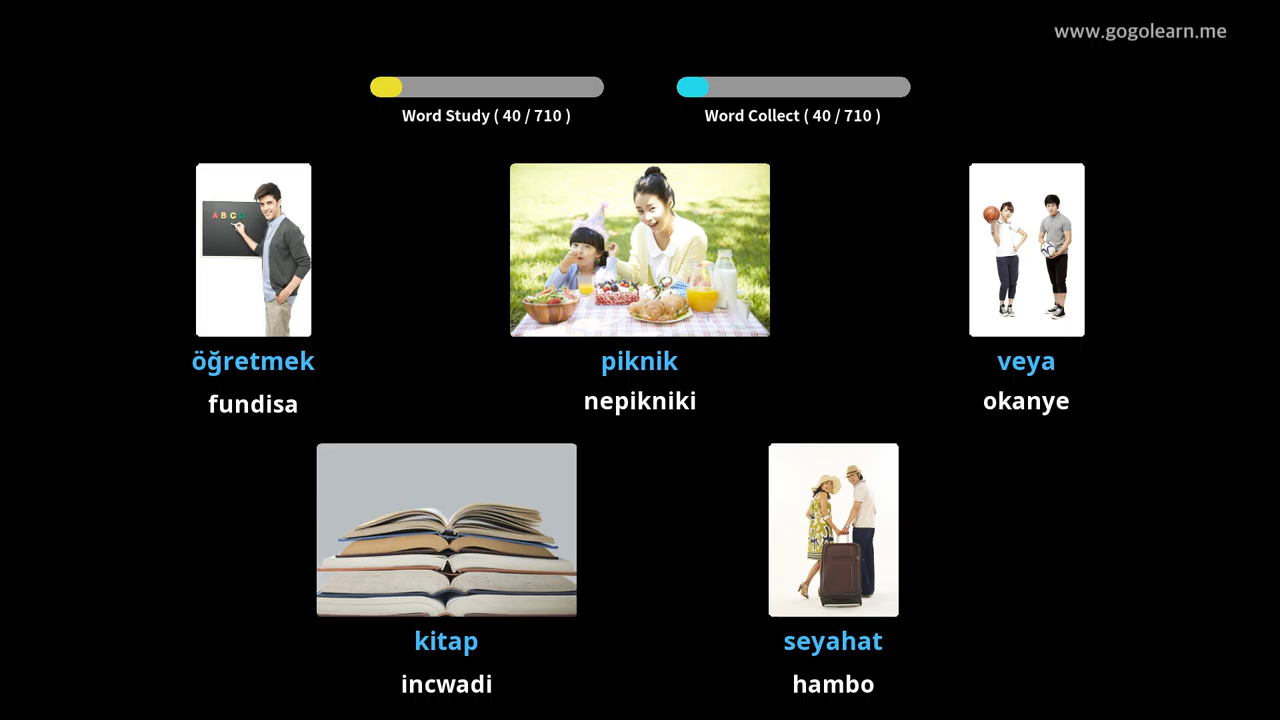 www.gogolearn.me
Word Study ( 40 / 710 )
Word Collect ( 40 / 710 )
A B C D
öğretmek
fundisa
piknik
nepikniki
veya
okanye
kitap
incwadi
seyahat
hambo